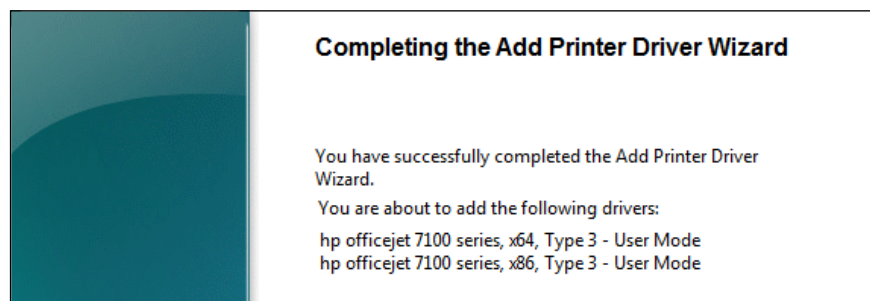 Completing the Add Printer Driver Wizard
You have successfully completed the Add Printer Driver
Wizard.
You are about to add the following drivers:
hp officejet 7100 series, x64, Type 3 - User Mode
hp officejet 7100 series, x86, Type 3 - User Mode